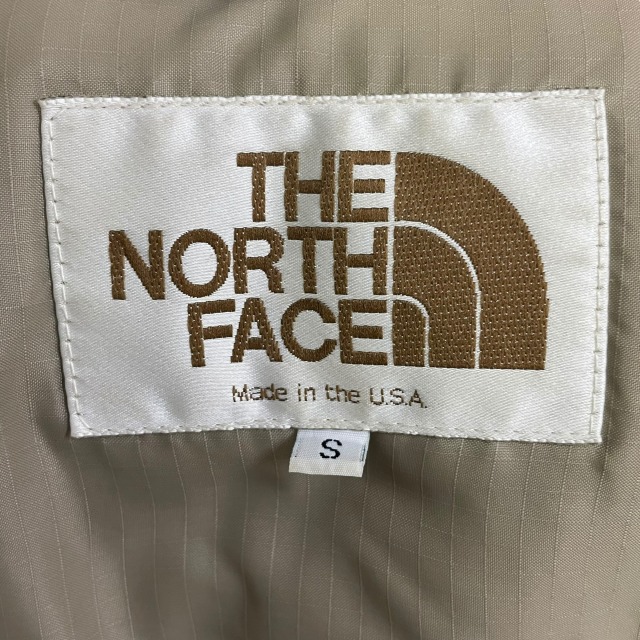 THE
NORTH
FACE
Made in the U.S.A.
S